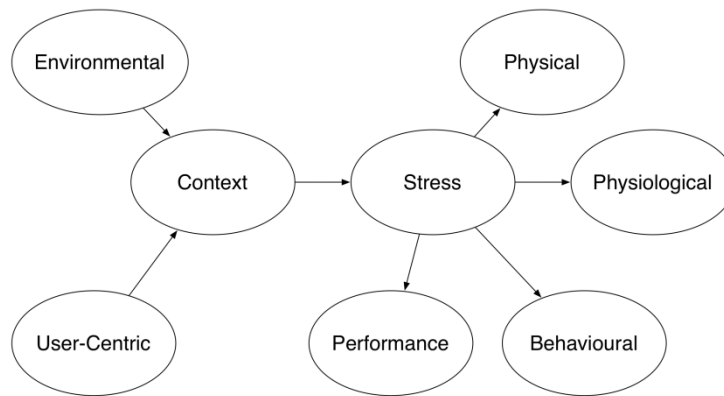 Environmental
Physical
Context
Stress
Physiological
User-Centric
Performance
Behavioural